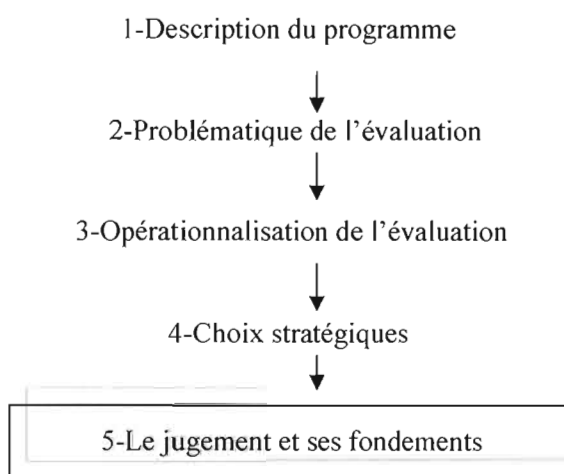 1-Description du programme
2-Problématique de l'évaluation
3-Opérationnalisation de l'évaluation
4-Choix stratégiques
5-Le jugement et ses fondements